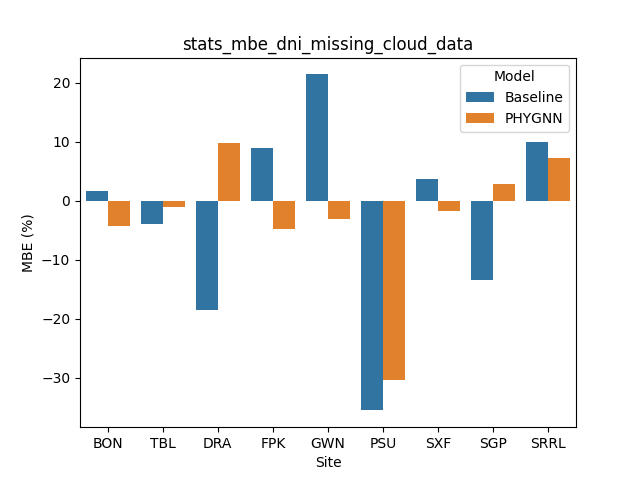 stats_mbe_dni_missing_cloud_data
Model
Baseline
PHYGNN
MBE (%)
20
10
0
−10
−20
−30
BON TBL DRA FPK GWN PSU SXF SGP SRRL
Site